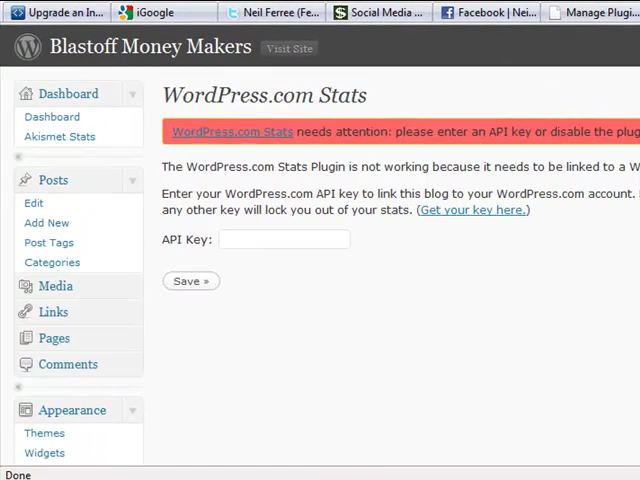 Upgrade an In...
iGoogle
Neil Ferree (Fe...
Social Media ...
Facebook | Nei...
Manage Plugi...
Blastoff Money Makers
Visit Site
Dashboard
Dashboard
Akismet Stats
Posts
Edit
Add New
Post Tags
Categories
Media
Links
Pages
Comments
Appearance
Themes
Widgets
WordPress.com Stats
WordPress.com Stats needs attention: please enter an API key or disable the plug
The WordPress.com Stats Plugin is not working because it needs to be linked to a W
Enter your WordPress.com API key to link this blog to your WordPress.com account.
any other key will lock you out of your stats. (Get your key here.)
API Key:
Save »
Done